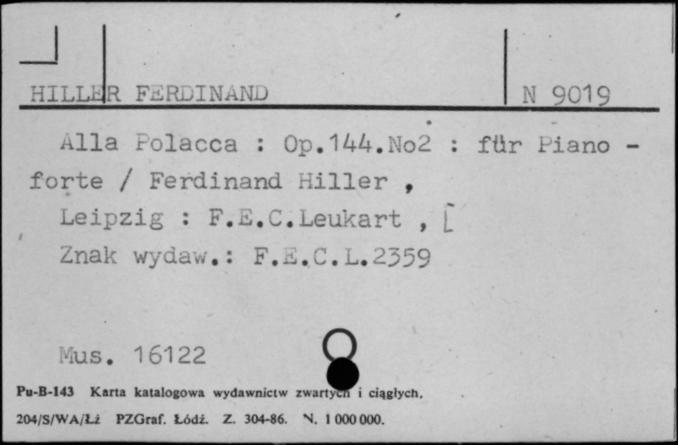 HILLER FERDINAND
N 9019
Alla Polacca : Op.144.No2 : für Piano -
forte / Ferdinand Hiller ,
Leipzig : F.E.C.Leukart , [
Znak wydaw.: F.E.C.L.2359
Mus. 16122
Pu-B-143 Karta katalogowa wydawnictw zwartych i ciągłych.
204/S/WA/Łź PZGraf. Łódź. Z. 304-86. N. 1 000 000.